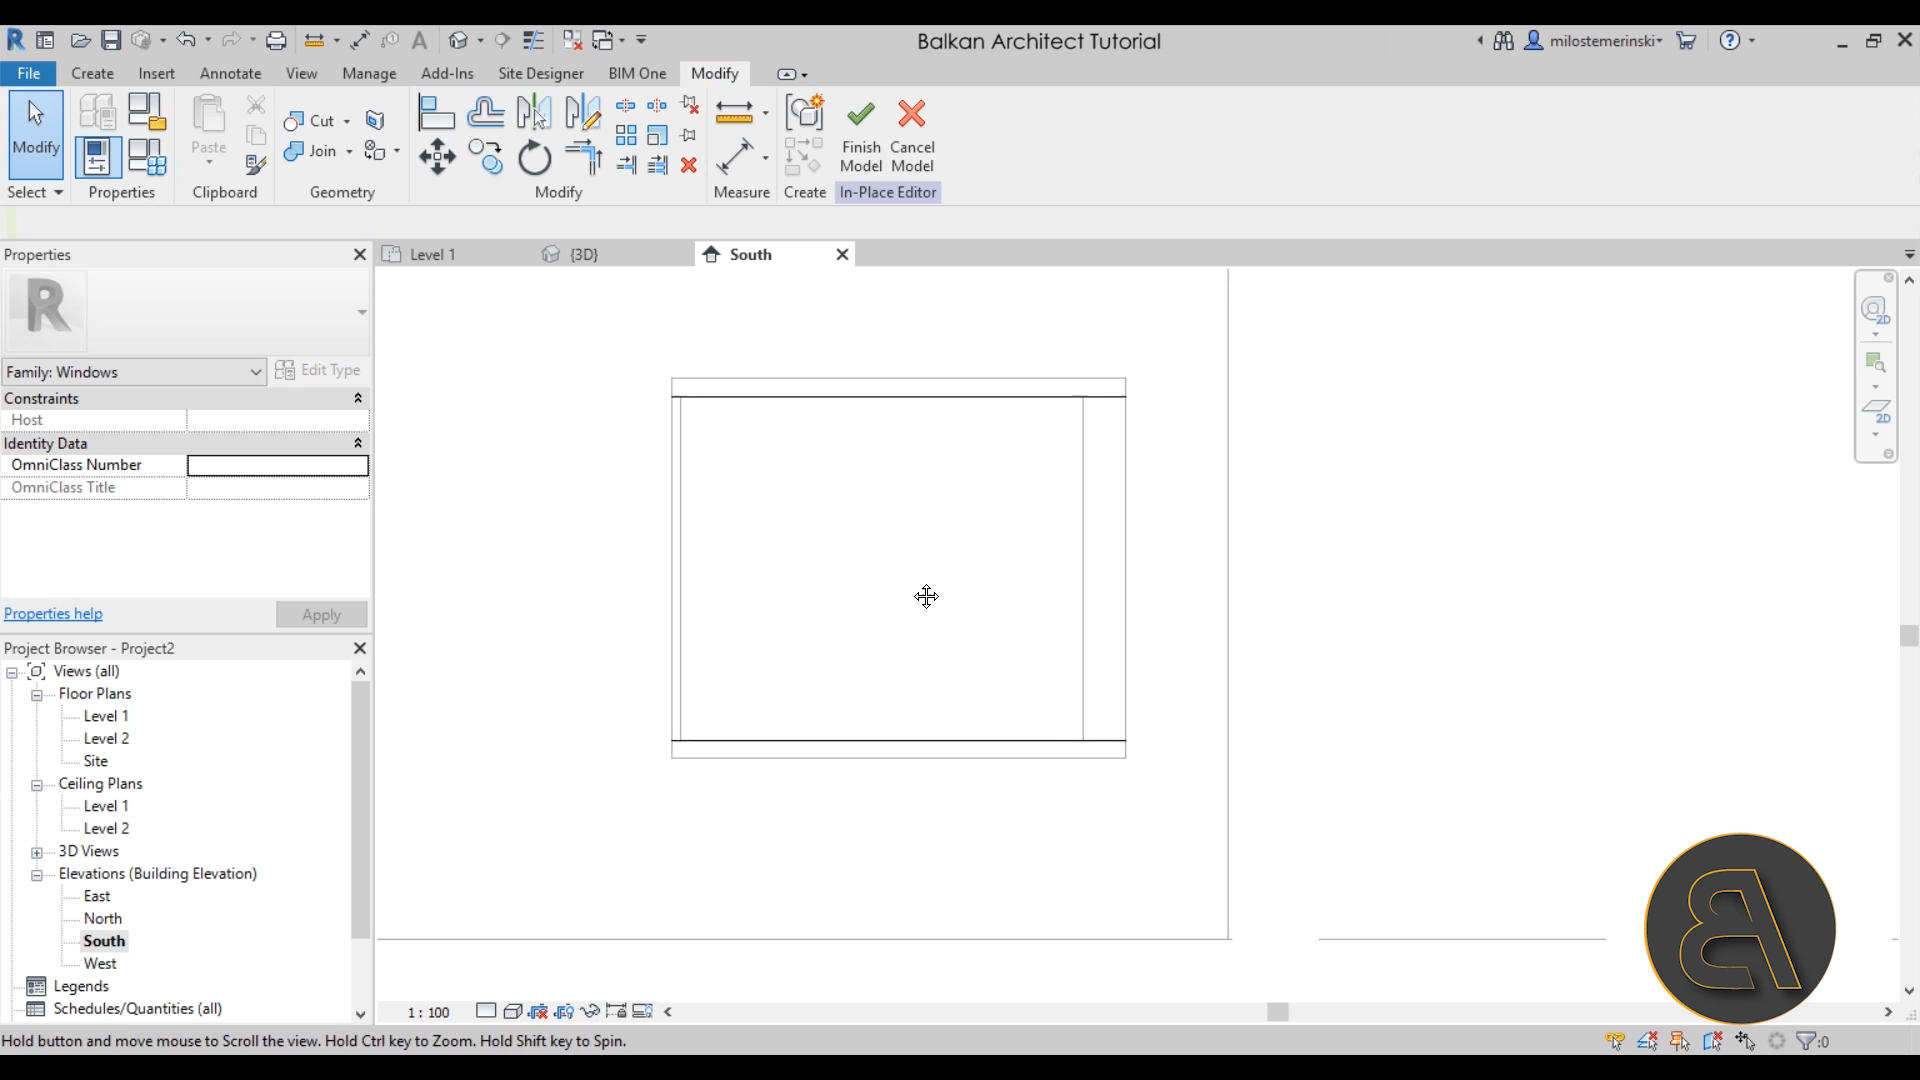 Balkan Architect Tutorial
milostemerinski
File Create Insert Annotate View Manage Add-Ins Site Designer BIM One Modify
Modify
Paste
Cut
Join
Finish Model
Cancel Model
Select Properties Clipboard Geometry Modify Measure Create In-Place Editor
Properties
Level 1
{3D}
South
R
Family: Windows
Edit Type
Constraints
Host
Identity Data
OmniClass Number
OmniClass Title
Properties help
Apply
Project Browser - Project2
Views (all)
Floor Plans
Level 1
Level 2
Site
Ceiling Plans
Level 1
Level 2
3D Views
Elevations (Building Elevation)
East
North
South
West
Legends
Schedules/Quantities (all)
2D
2D
1 : 100
Hold button and move mouse to Scroll the view. Hold Ctrl key to Zoom. Hold Shift key to Spin.
:0